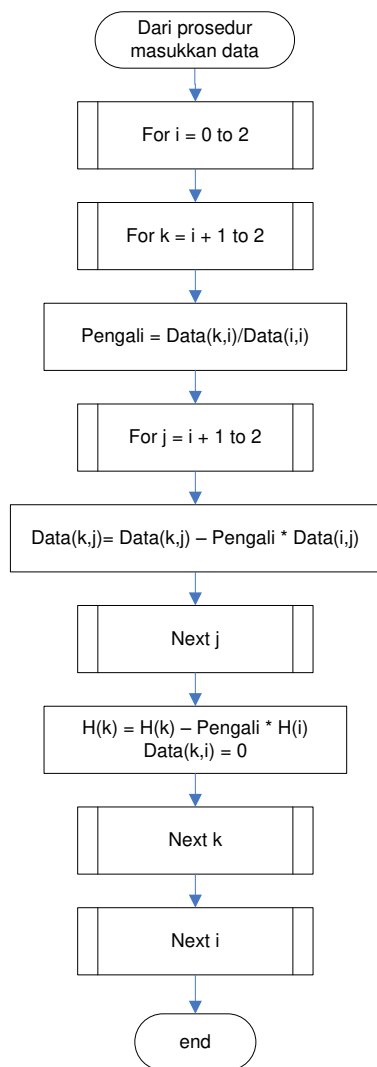 Dari prosedur
masukkan data
For i = 0 to 2
For k = i + 1 to 2
Pengali = Data(k,i)/Data(i,i)
For j = i + 1 to 2
Data(k,j)= Data(k,j) – Pengali * Data(i,j)
Next j
H(k) = H(k) – Pengali * H(i)
Data(k,i) = 0
Next k
Next i
end